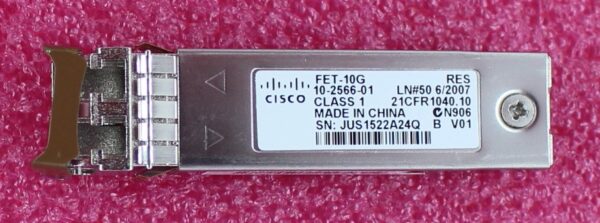 CISCO
FET-10G RES
10-2566-01 LN#50 6/2007
CLASS 1 21CFR1040.10
MADE IN CHINA N906
SN: JUS1522A24Q B V01